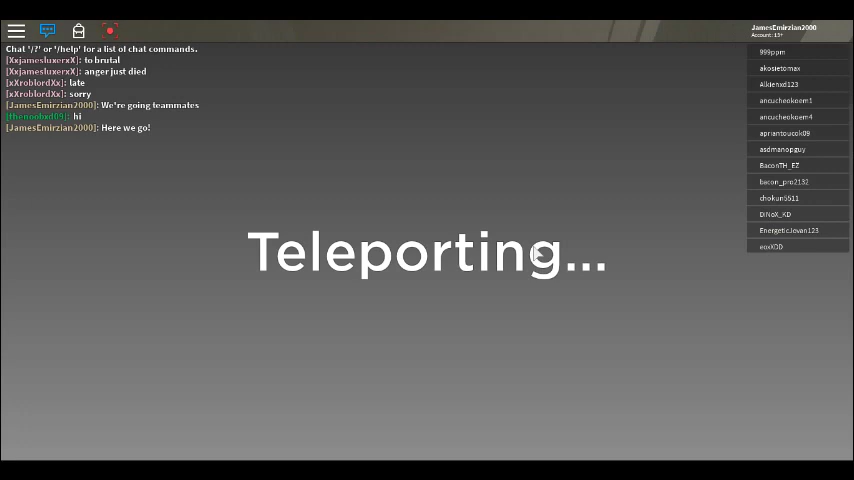 JamesEmirzian2000
Account: 13+
Chat '/?' or '/help' for a list of chat commands.
[XxjamesluxerxX]: to brutal
[XxjamesluxerxX]: anger just died
[xXroblordXx]: late
[xXroblordXx]: sorry
[JamesEmirzian2000]: We're going teammates
[thenoobxd09]: hi
[JamesEmirzian2000]: Here we go!
999ppm
akosietomax
Alkienxd123
ancucheokoem1
ancucheokoem4
apriantoucok09
asdmanopguy
BaconTH_EZ
bacon_pro2132
chokun5511
DiNoX_KD
EnergeticJovan123
eoxXDD
Teleporting...